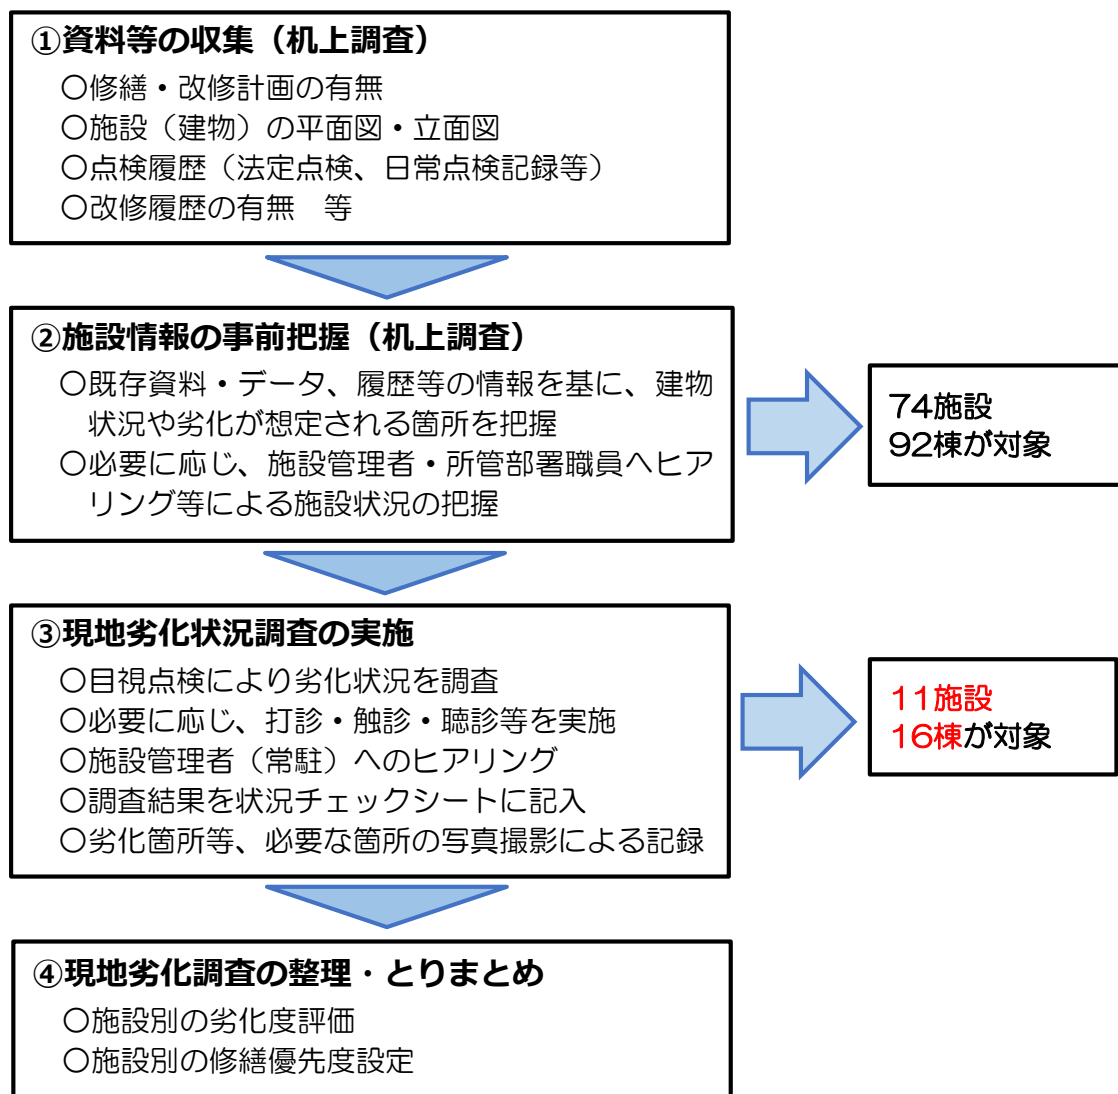 ①資料等の収集（机上調査）
〇修繕・改修計画の有無
〇施設（建物）の平面図・立面図
〇点検履歴（法定点検、日常点検記録等）
〇改修履歴の有無　等
②施設情報の事前把握（机上調査）
〇既存資料・データ、履歴等の情報を基に、建物
状況や劣化が想定される箇所を把握
〇必要に応じ、施設管理者・所管部署職員へヒア
リング等による施設状況の把握
74施設
92棟が対象
③現地劣化状況調査の実施
〇目視点検により劣化状況を調査
〇必要に応じ、打診・触診・聴診等を実施
〇施設管理者（常駐）へのヒアリング
〇調査結果を状況チェックシートに記入
〇劣化箇所等、必要な箇所の写真撮影による記録
11施設
16棟が対象
④現地劣化調査の整理・とりまとめ
〇施設別の劣化度評価
〇施設別の修繕優先度設定